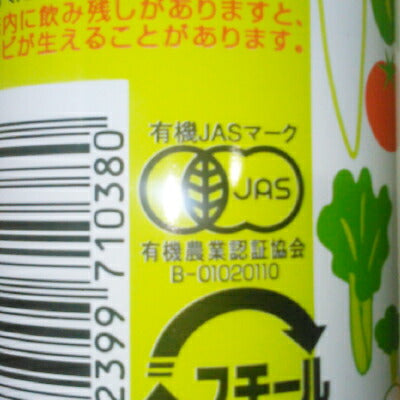 内に飲み残しがありますと、
ビが生えることがあります。
有機JASマーク
JAS
有機農業認証協会
B-01020110
スチール
2399710380